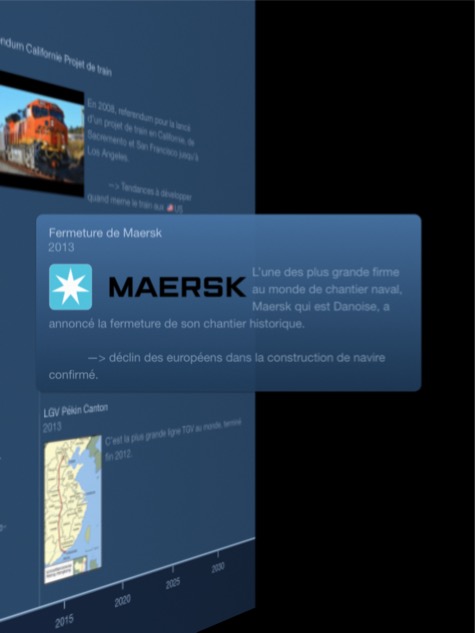 ndum Californie Projet de train
En 2008, referendum pour la lance
d'un projet de train en Californie, de
Sacremento et San Francisco jusqu'à
Los Angeles.
—> Tendances à développer
quand meme le train aux US
Fermeture de Maersk
2013
MAERSK
L'une des plus grande firme
au monde de chantier naval,
Maersk qui est Danoise, a
annoncé la fermeture de son chantier historique.
—> déclin des européens dans la construction de navire
confirmé.
LGV Pékin Canton
2013
C'est la plus grande ligne TGV au monde, terminé
fin 2012.
2015
2020
2025
2030